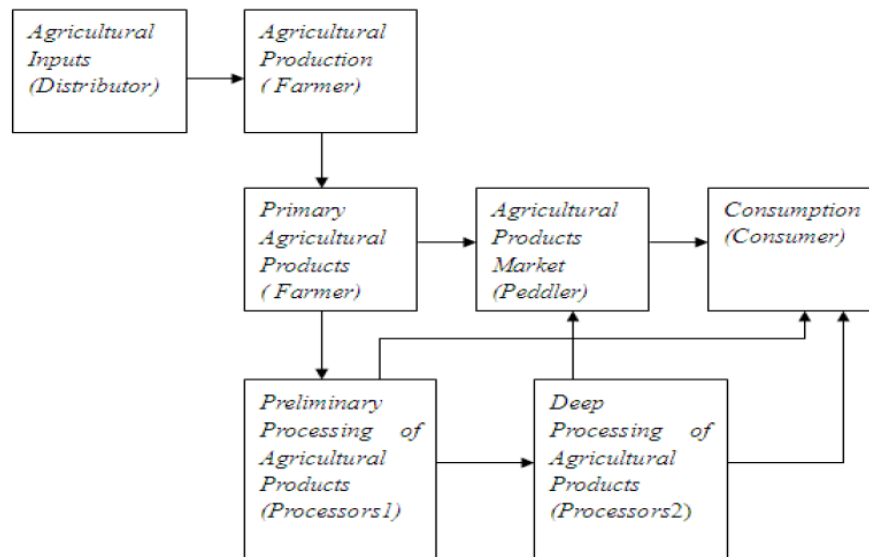 Agricultural
Inputs
(Distributor)
Agricultural
Production
( Farmer)
Primary
Agricultural
Products
( Farmer)
Agricultural
Products
Market
(Peddler)
Consumption
(Consumer)
Preliminary
Processing of
Agricultural
Products
(Processors1)
Deep
Processing of
Agricultural
Products
(Processors2)